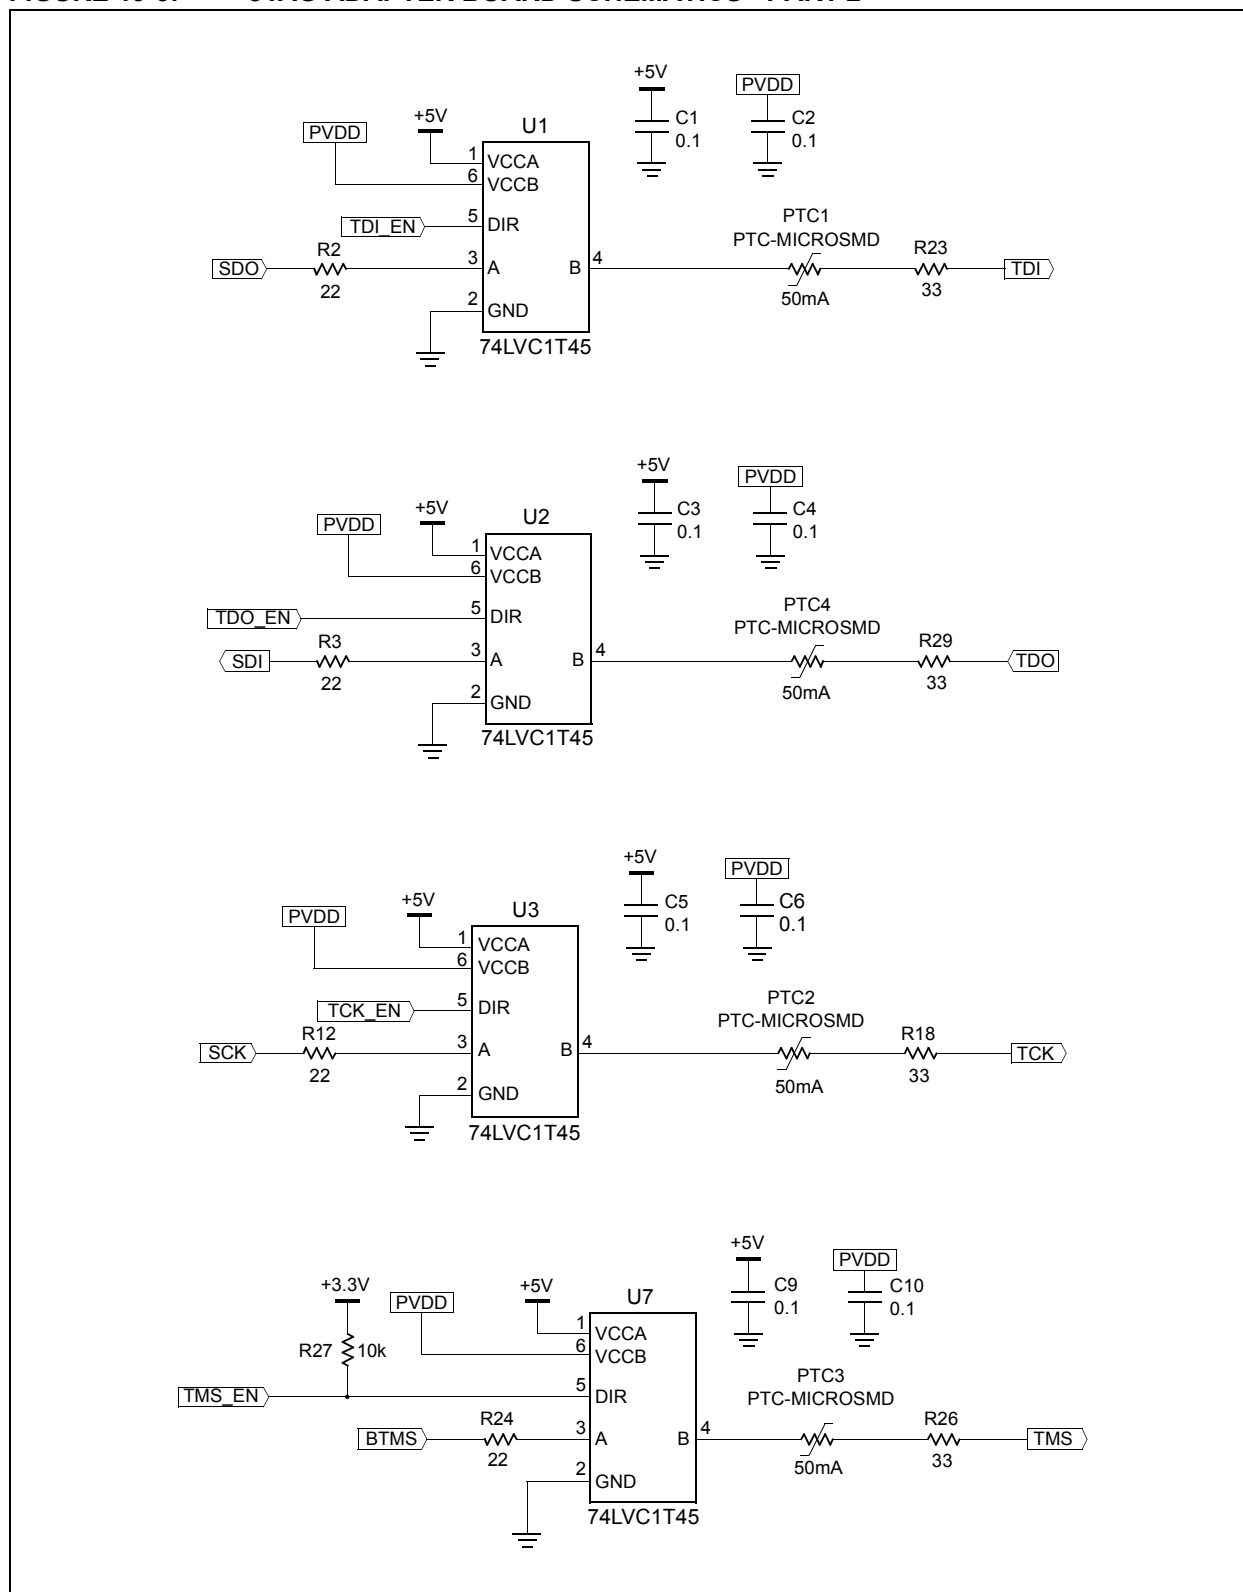 +5V
PVDD
C1
0.1
C2
0.1
+5V
PVDD
U1
1
VCCA
6
VCCB
TDI_EN
5
DIR
SDO
R2
22
3
A
B
4
2
GND
74LVC1T45
PTC1
PTC-MICROSMD
50mA
R23
33
TDI
+5V
PVDD
C3
0.1
C4
0.1
+5V
PVDD
U2
1
VCCA
6
VCCB
TDO_EN
5
DIR
SDI
R3
22
3
A
B
4
2
GND
74LVC1T45
PTC4
PTC-MICROSMD
50mA
R29
33
TDO
+5V
PVDD
C5
0.1
C6
0.1
+5V
PVDD
U3
1
VCCA
6
VCCB
TCK_EN
5
DIR
SCK
R12
22
3
A
B
4
2
GND
74LVC1T45
PTC2
PTC-MICROSMD
50mA
R18
33
TCK
+5V
PVDD
C9
0.1
C10
0.1
+3.3V
R27
10k
PVDD
+5V
U7
1
VCCA
6
VCCB
TMS_EN
5
DIR
BTMS
R24
22
3
A
B
4
2
GND
74LVC1T45
PTC3
PTC-MICROSMD
50mA
R26
33
TMS